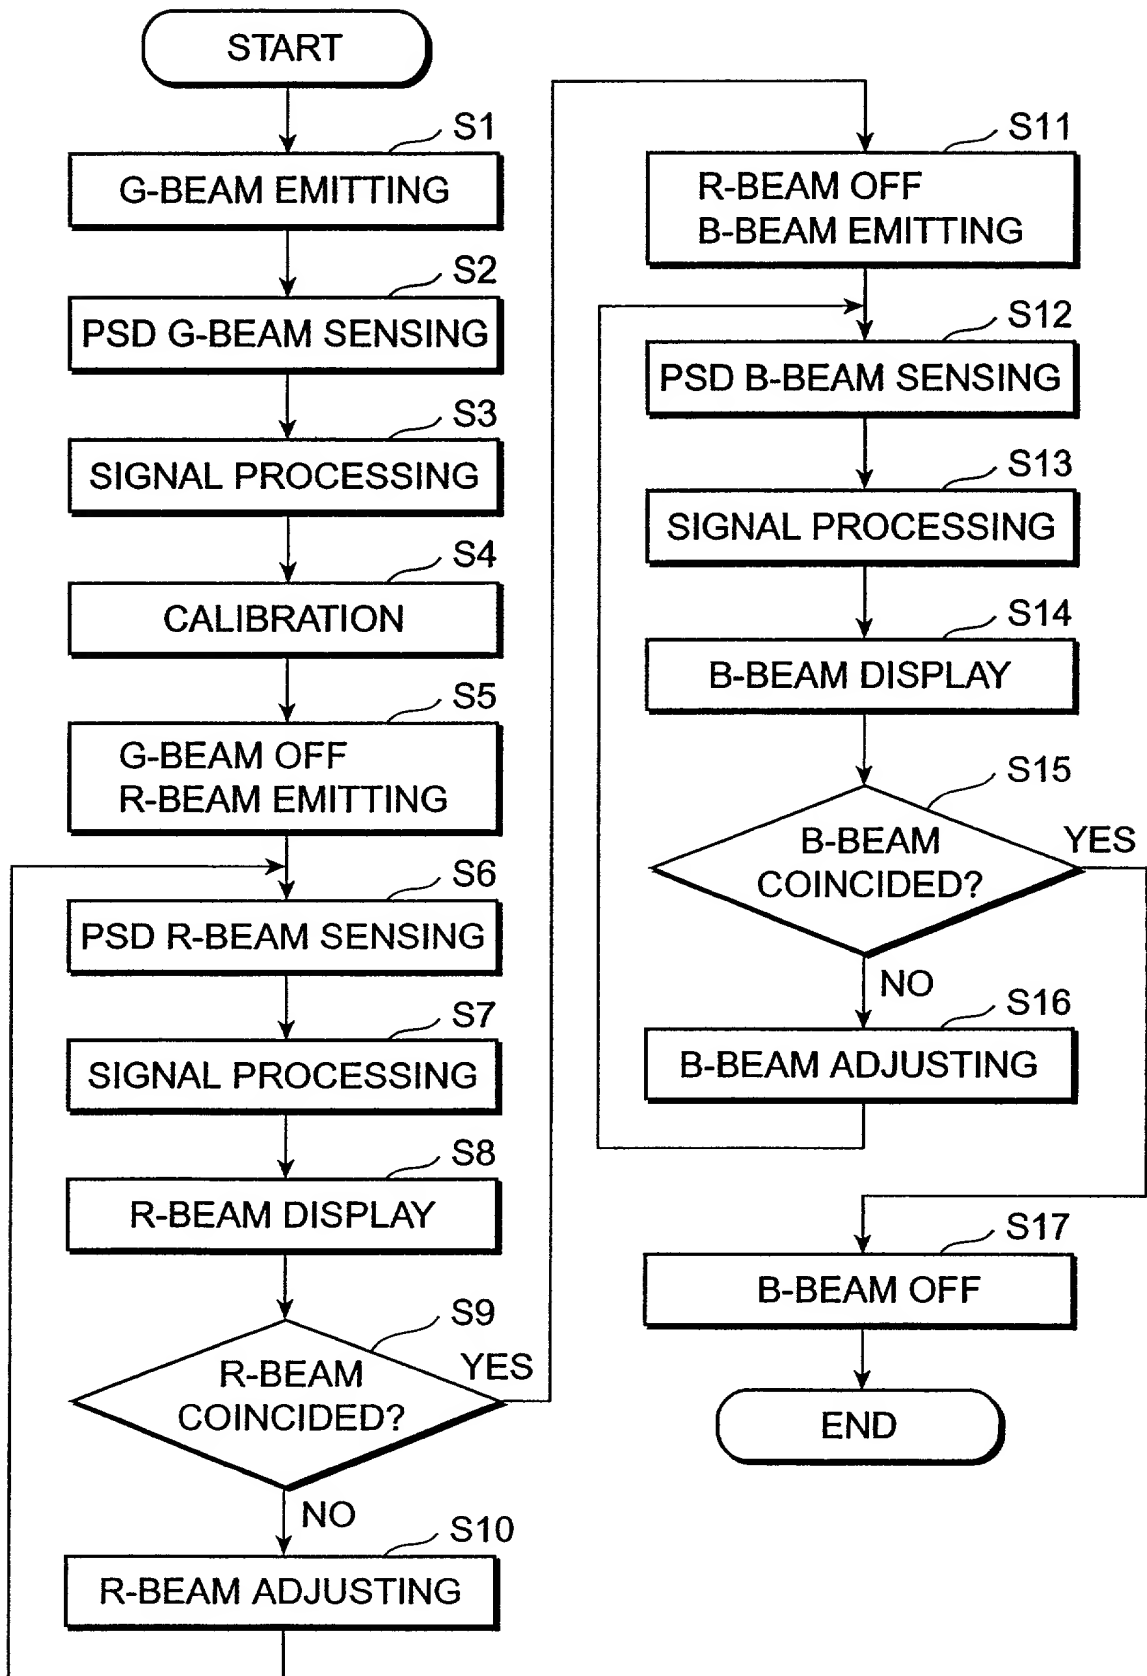 START
S1
G-BEAM EMITTING
S2
PSD G-BEAM SENSING
S3
SIGNAL PROCESSING
S4
CALIBRATION
S5
G-BEAM OFF
R-BEAM EMITTING
S6
PSD R-BEAM SENSING
S7
SIGNAL PROCESSING
S8
R-BEAM DISPLAY
S9
R-BEAM
COINCIDED?
YES
NO
S10
R-BEAM ADJUSTING
S11
R-BEAM OFF
B-BEAM EMITTING
S12
PSD B-BEAM SENSING
S13
SIGNAL PROCESSING
S14
B-BEAM DISPLAY
S15
B-BEAM
COINCIDED?
YES
NO
S16
B-BEAM ADJUSTING
S17
B-BEAM OFF
END